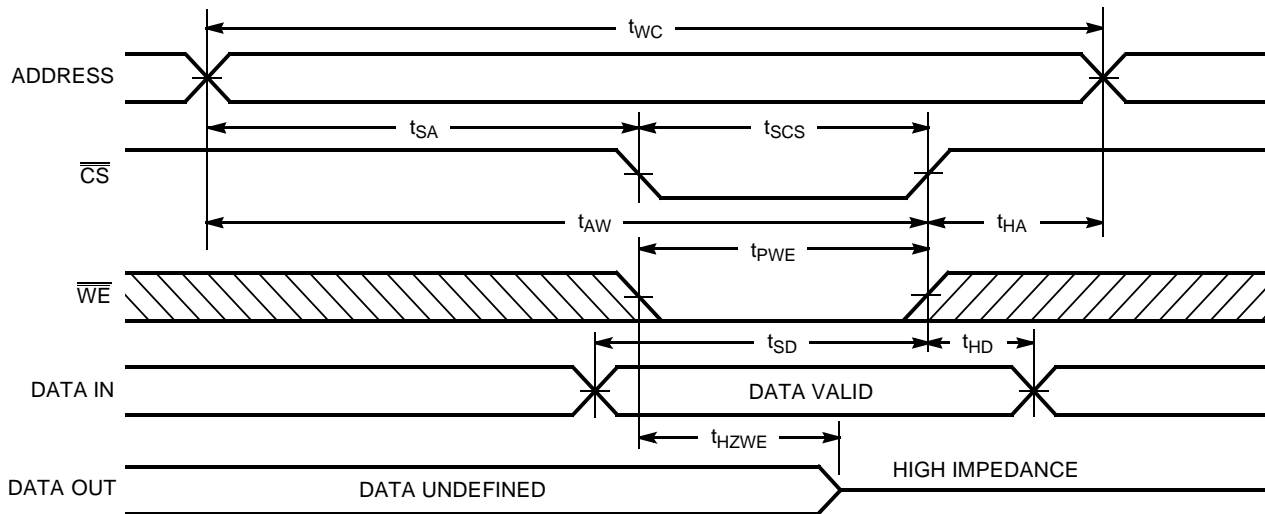 tWC
ADDRESS
tSA
tSCS
CS
tAW
tHA
tPWE
WE
tSD
tHD
DATA IN
DATA VALID
tHZWE
DATA OUT
DATA UNDEFINED
HIGH IMPEDANCE